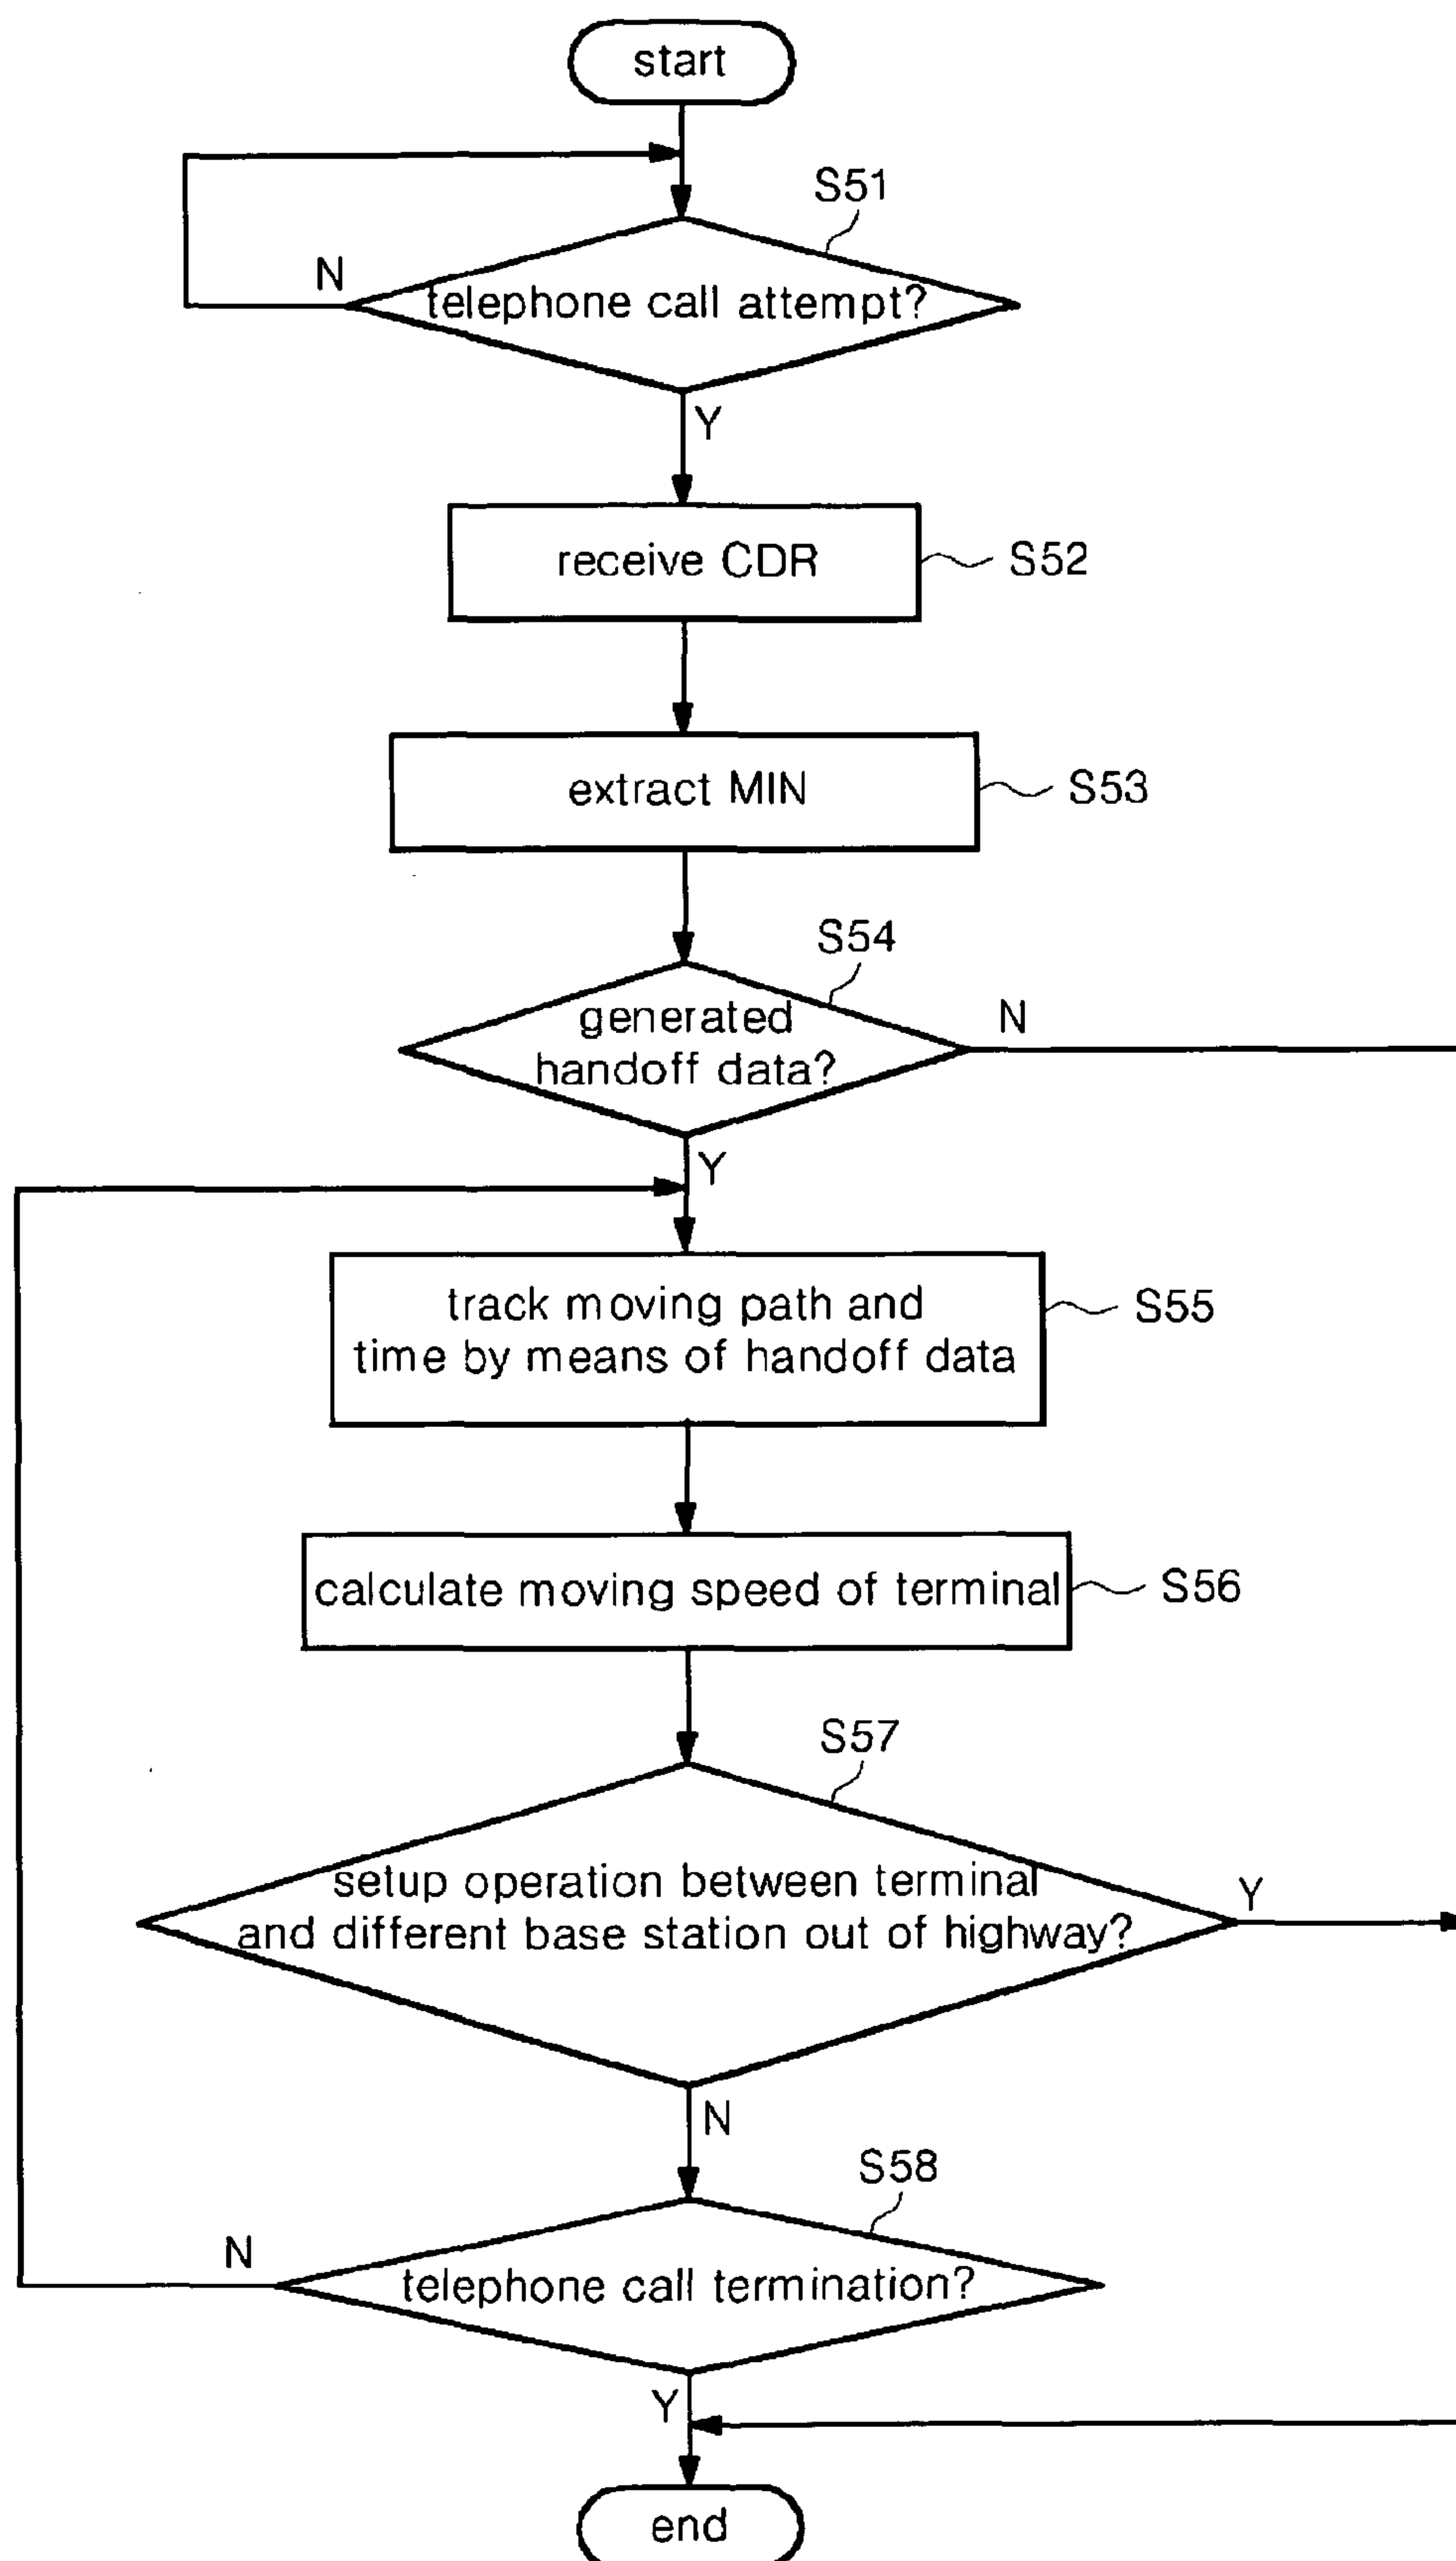 start
S51
N
telephone call attempt?
Y
receive CDR
S52
extract MIN
S53
S54
generated
handoff data?
N
Y
track moving path and
time by means of handoff data
S55
calculate moving speed of terminal
S56
S57
setup operation between terminal
and different base station out of highway?
Y
N
S58
N
telephone call termination?
Y
end